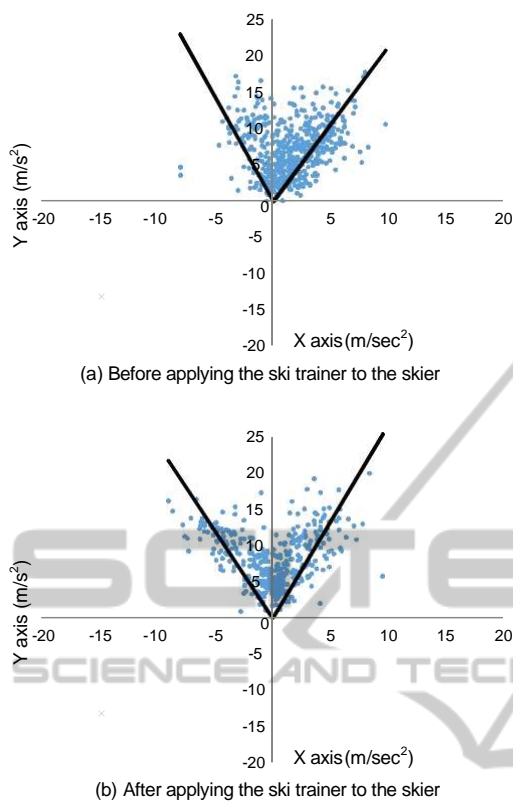 25
20
15
10
5
0
-20 -15 -10 -5 5 10 15 20
-5
-10
-15
-20
Y axis (m/s²)
X axis (m/sec²)
(a) Before applying the ski trainer to the skier
25
20
15
10
5
0
-20 -15 -10 -5 5 10 15 20
-5
-10
-15
-20
Y axis (m/s²)
X axis (m/sec²)
(b) After applying the ski trainer to the skier
SCIENCE AND TEC